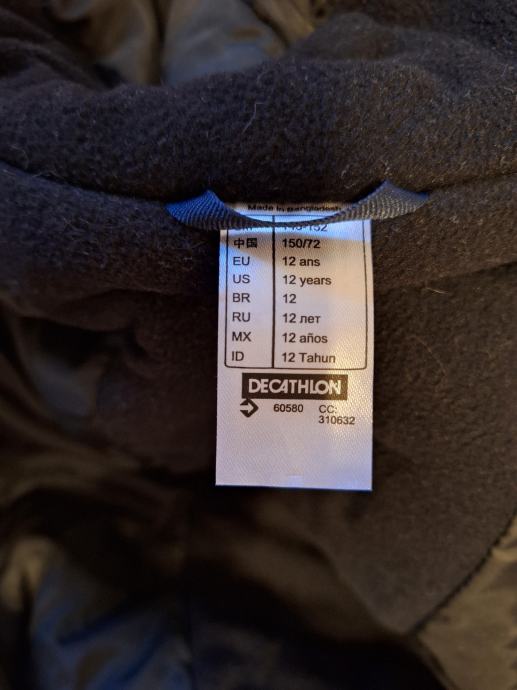 Made in Bangladesh
中国 150/72
EU 12 ans
US 12 years
BR 12
RU 12 лет
MX 12 años
ID 12 Tahun
DECATHLON
60580 CC:
310632